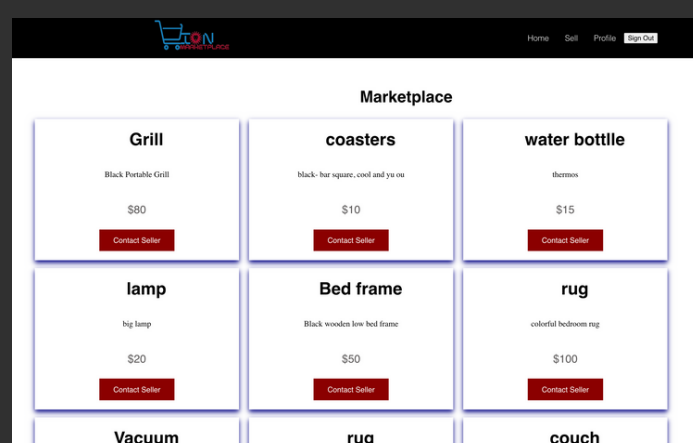 ION
MARKETPLACE
Home Sell Profile Sign Out
Marketplace
Grill coasters water bottlle
Black Portable Grill black- bar square, cool and yu ou thermos
$80 $10 $15
Contact Seller Contact Seller Contact Seller
lamp Bed frame rug
big lamp Black wooden low bed frame colorful bedroom rug
$20 $50 $100
Contact Seller Contact Seller Contact Seller
Vacuum rug couch